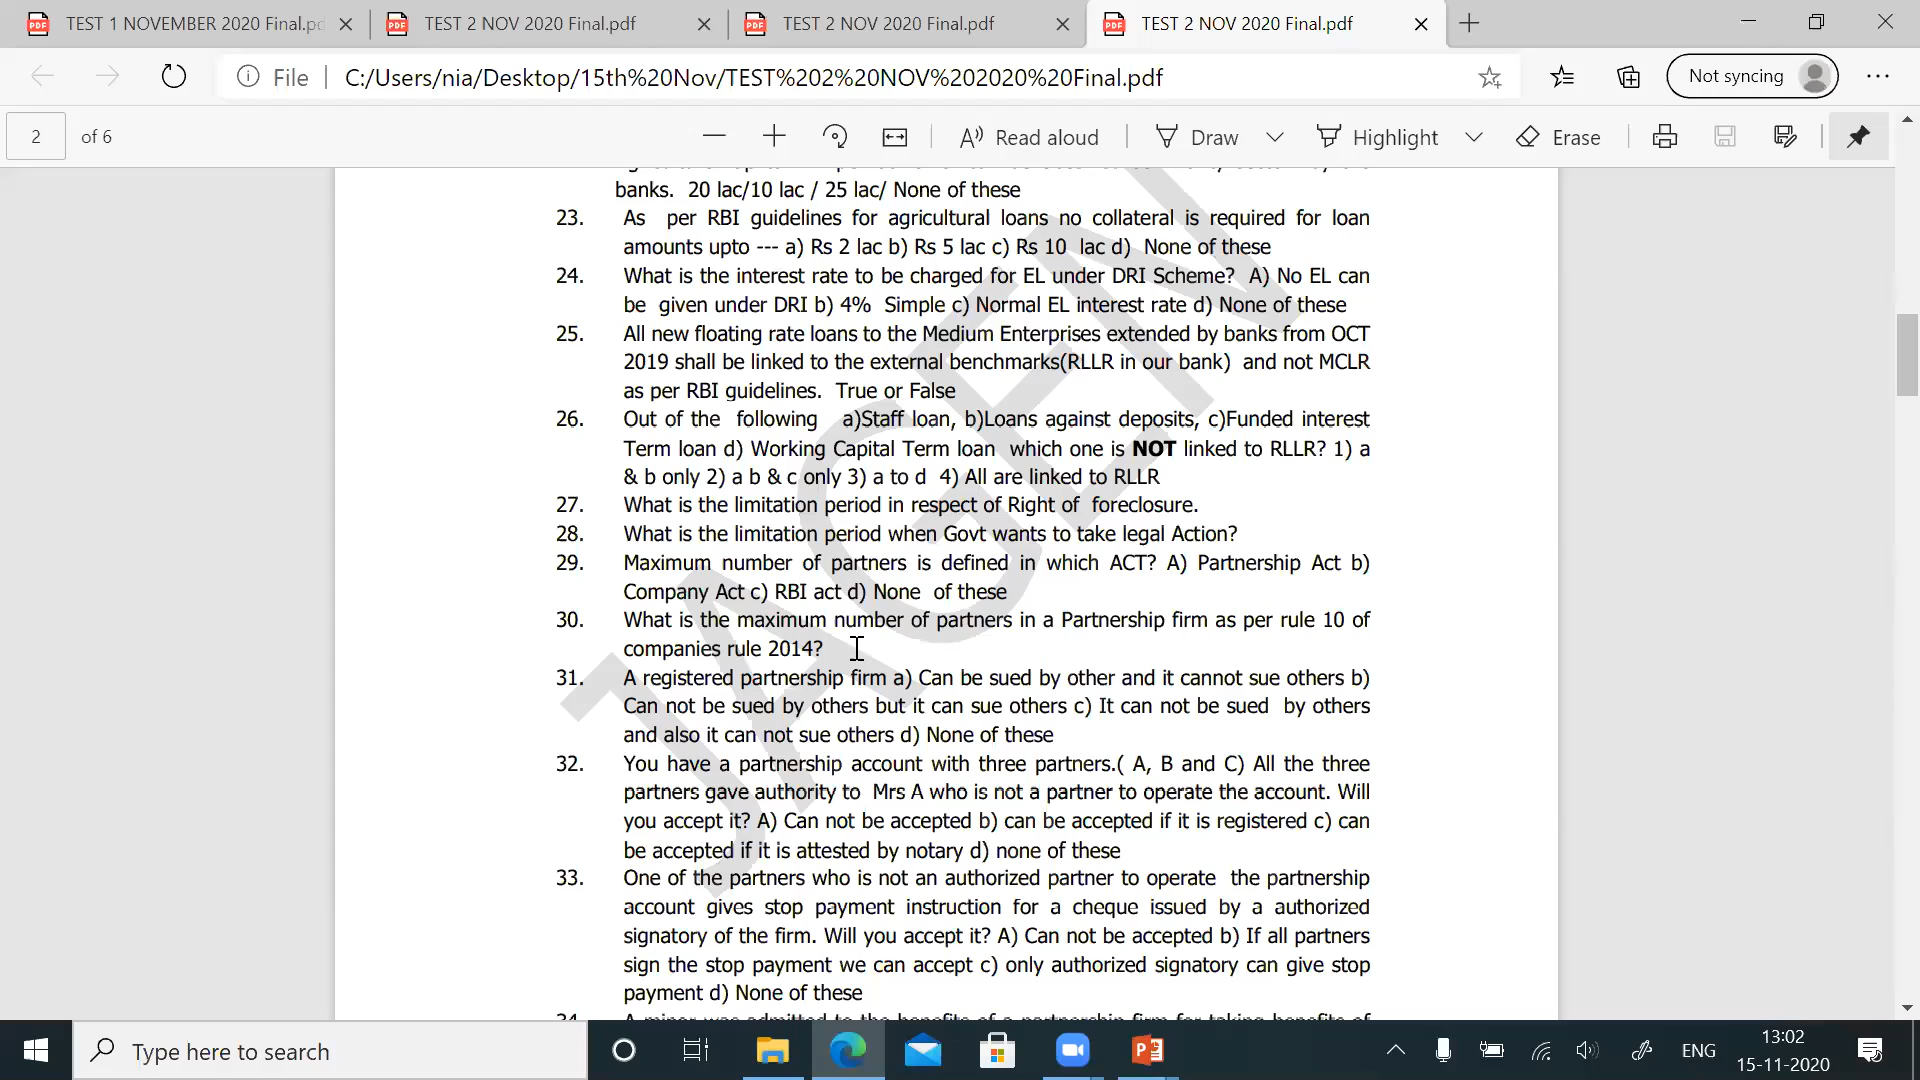 TEST 1 NOVEMBER 2020 Final.pd
TEST 2 NOV 2020 Final.pdf
TEST 2 NOV 2020 Final.pdf
TEST 2 NOV 2020 Final.pdf
File
C:/Users/nia/Desktop/15th%20Nov/TEST%202%20NOV%202020%20Final.pdf
Not syncing
2 of 6
Read aloud
Draw
Highlight
Erase
banks. 20 lac/10 lac / 25 lac/ None of these
23. As per RBI guidelines for agricultural loans no collateral is required for loan
amounts upto --- a) Rs 2 lac b) Rs 5 lac c) Rs 10 lac d) None of these
24. What is the interest rate to be charged for EL under DRI Scheme? A) No EL can
be given under DRI b) 4% Simple c) Normal EL interest rate d) None of these
25. All new floating rate loans to the Medium Enterprises extended by banks from OCT
2019 shall be linked to the external benchmarks(RLLR in our bank) and not MCLR
as per RBI guidelines. True or False
26. Out of the following a)Staff loan, b)Loans against deposits, c)Funded interest
Term loan d) Working Capital Term loan which one is NOT linked to RLLR? 1) a
& b only 2) a b & c only 3) a to d 4) All are linked to RLLR
27. What is the limitation period in respect of Right of foreclosure.
28. What is the limitation period when Govt wants to take legal Action?
29. Maximum number of partners is defined in which ACT? A) Partnership Act b)
Company Act c) RBI act d) None of these
30. What is the maximum number of partners in a Partnership firm as per rule 10 of
companies rule 2014?
31. A registered partnership firm a) Can be sued by other and it cannot sue others b)
Can not be sued by others but it can sue others c) It can not be sued by others
and also it can not sue others d) None of these
32. You have a partnership account with three partners.( A, B and C) All the three
partners gave authority to Mrs A who is not a partner to operate the account. Will
you accept it? A) Can not be accepted b) can be accepted if it is registered c) can
be accepted if it is attested by notary d) none of these
33. One of the partners who is not an authorized partner to operate the partnership
account gives stop payment instruction for a cheque issued by a authorized
signatory of the firm. Will you accept it? A) Can not be accepted b) If all partners
sign the stop payment we can accept c) only authorized signatory can give stop
payment d) None of these
34. A minor was admitted to the benefits of a partnership firm for taking benefits of
JAGEN
Type here to search
ENG
13:02
15-11-2020